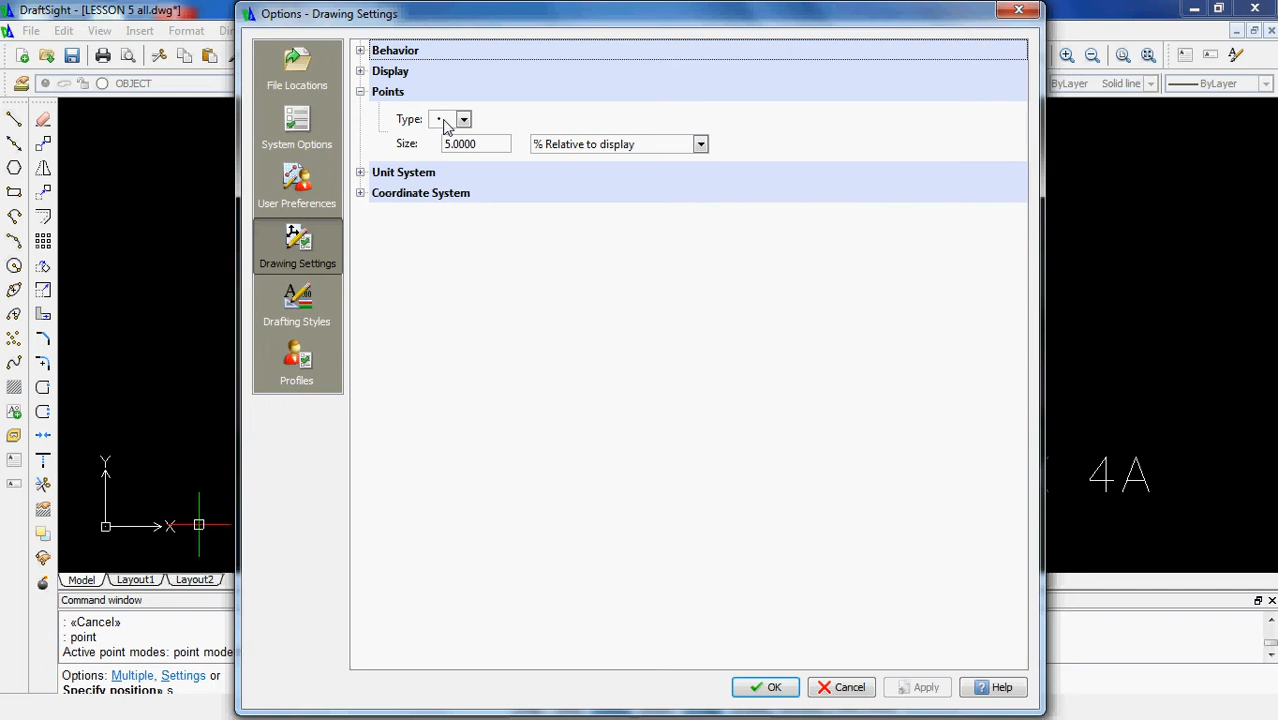 DraftSight - [LESSON 5 all.dwg*]
Options - Drawing Settings
File Edit View Insert Format
OBJECT
ByLayer Solid line ByLayer
File Locations
System Options
User Preferences
Drawing Settings
Drafting Styles
Profiles
Behavior
Display
Points
Type:
Size: 5.0000 % Relative to display
Unit System
Coordinate System
Y
X
4A
Model Layout1 Layout2
Command window
: «Cancel»
: point
Active point modes: point mode
Options: Multiple, Settings or
Specify position» s
OK Cancel Apply Help